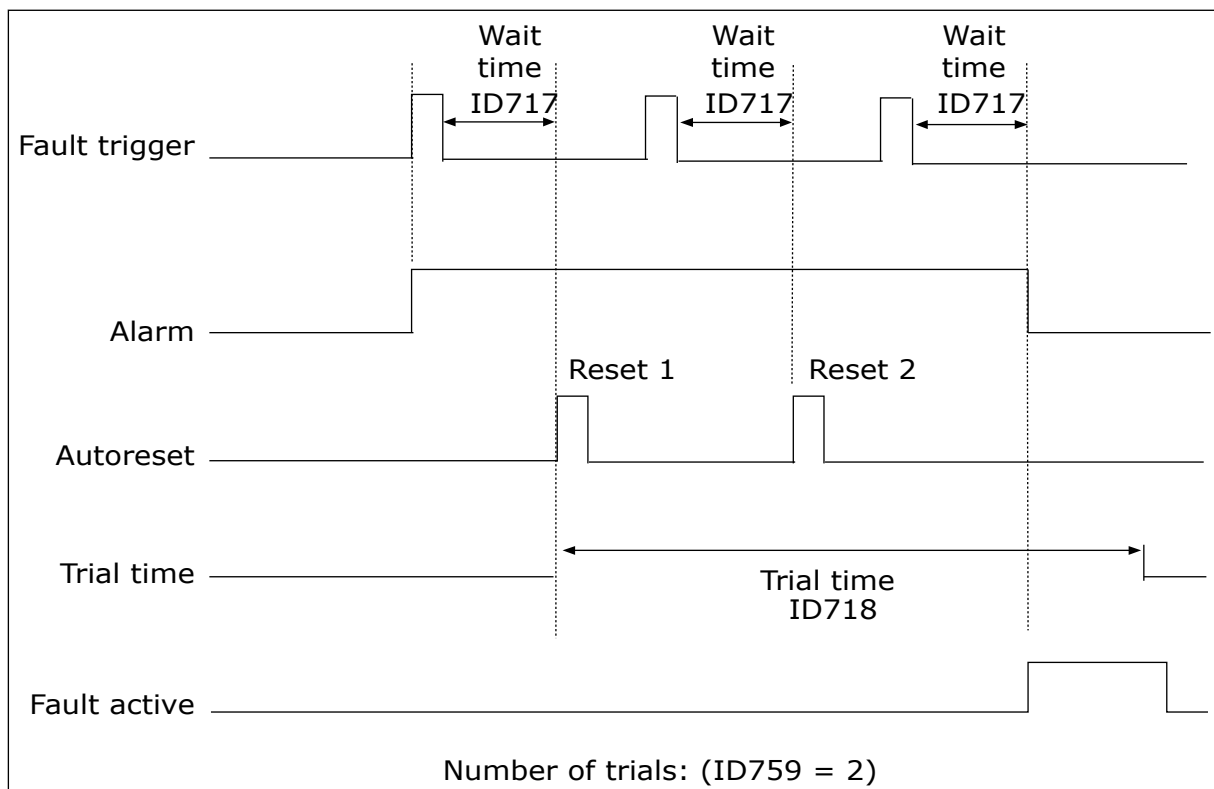 Wait
time
ID717
Wait
time
ID717
Wait
time
ID717
Fault trigger
Alarm
Reset 1
Reset 2
Autoreset
Trial time
Trial time
ID718
Fault active
Number of trials: (ID759 = 2)